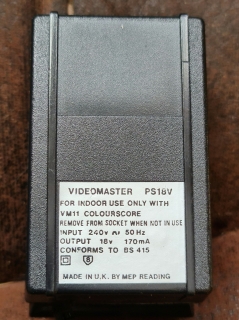 VIDEOMASTER PS18V
FOR INDOOR USE ONLY WITH
VM11 COLOURSCORE
REMOVE FROM SOCKET WHEN NOT IN USE
INPUT 240v ∿ 50Hz
OUTPUT 18v 170mA
CONFORMS TO BS 415
MADE IN U.K. BY MEP READING